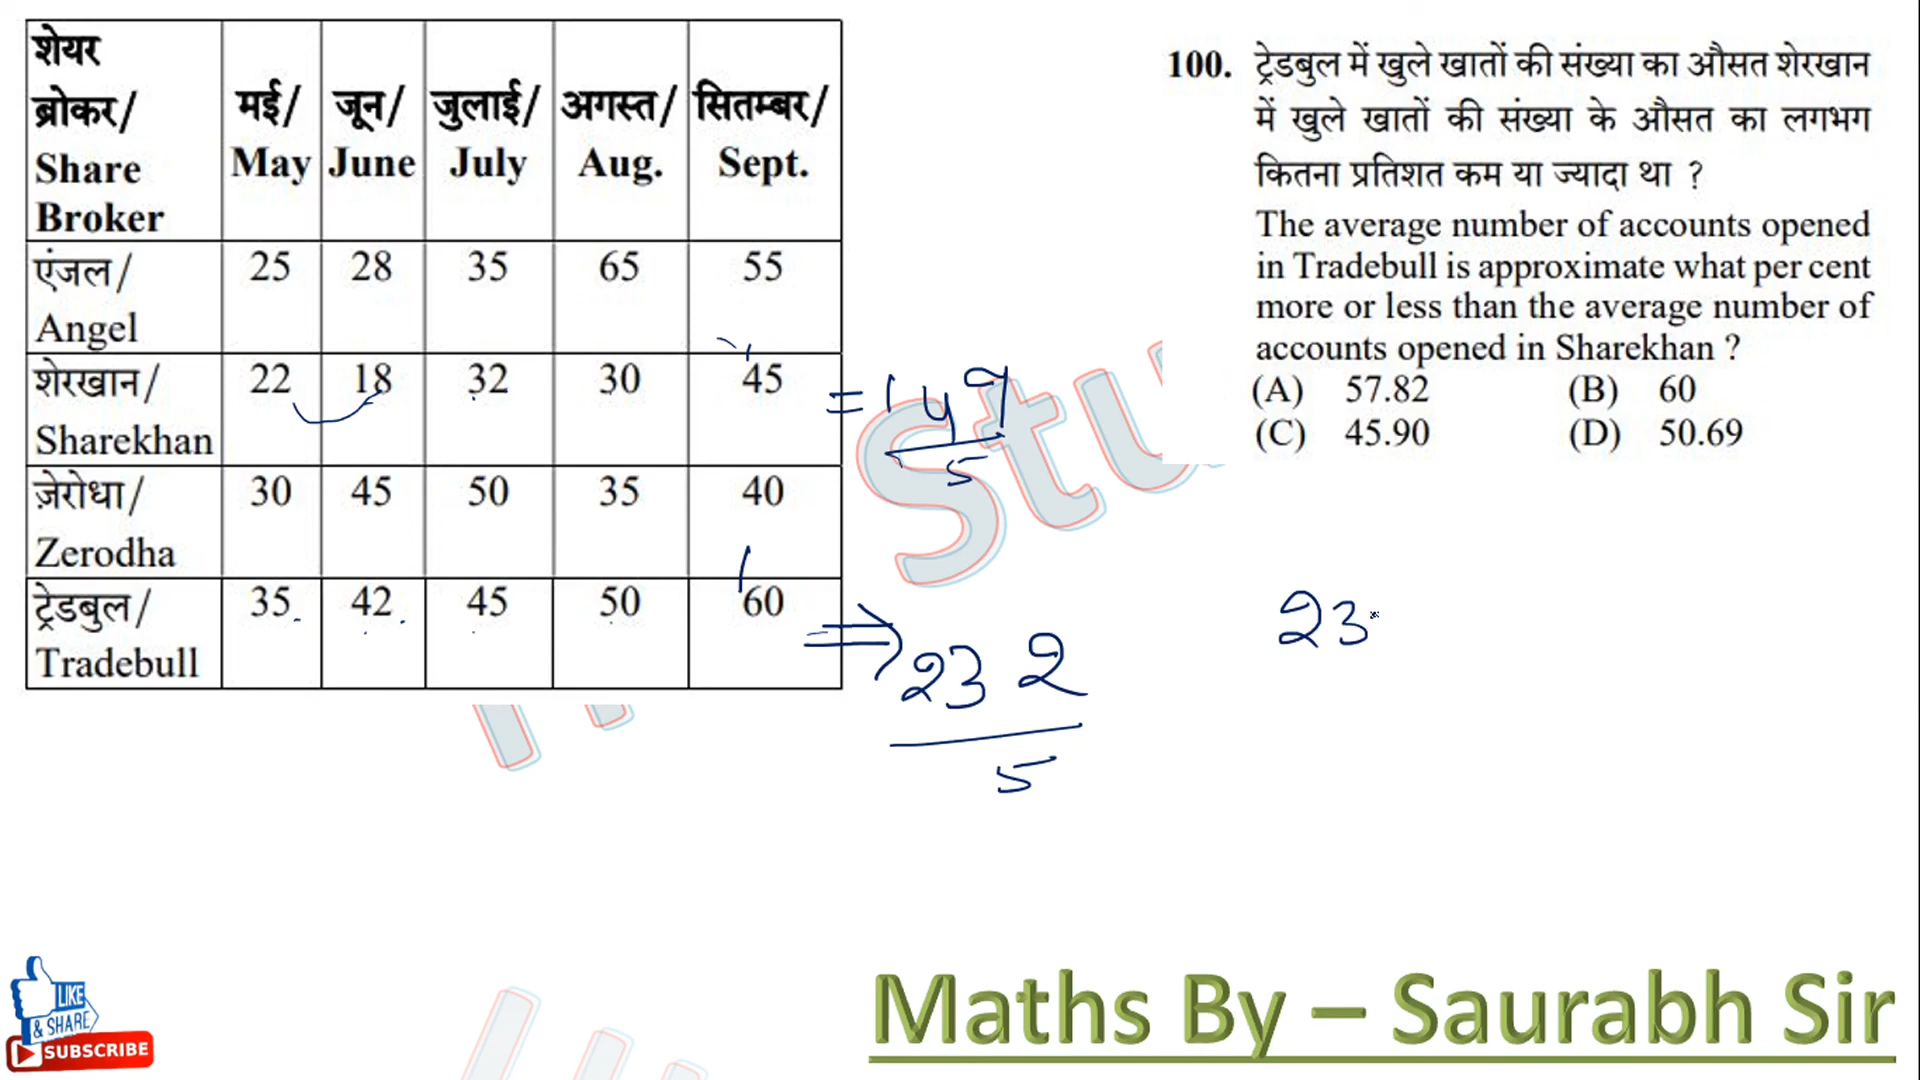 शेयर ब्रोकर/ Share Broker | मई/ May | जून/ June | जुलाई/ July | अगस्त/ Aug. | सितम्बर/ Sept.
एंजल/ Angel | 25 | 28 | 35 | 65 | 55
शेरखान/ Sharekhan | 22 | 18 | 32 | 30 | 45
ज़ेरोधा/ Zerodha | 30 | 45 | 50 | 35 | 40
ट्रेडबुल/ Tradebull | 35 | 42 | 45 | 50 | 60
= 149
5
232
5
100. ट्रेडबुल में खुले खातों की संख्या का औसत शेरखान
में खुले खातों की संख्या के औसत का लगभग
कितना प्रतिशत कम या ज्यादा था ?
The average number of accounts opened
in Tradebull is approximate what per cent
more or less than the average number of
accounts opened in Sharekhan ?
(A) 57.82 (B) 60
(C) 45.90 (D) 50.69
23
Stu
LIKE
& SHARE
SUBSCRIBE
Maths By – Saurabh Sir